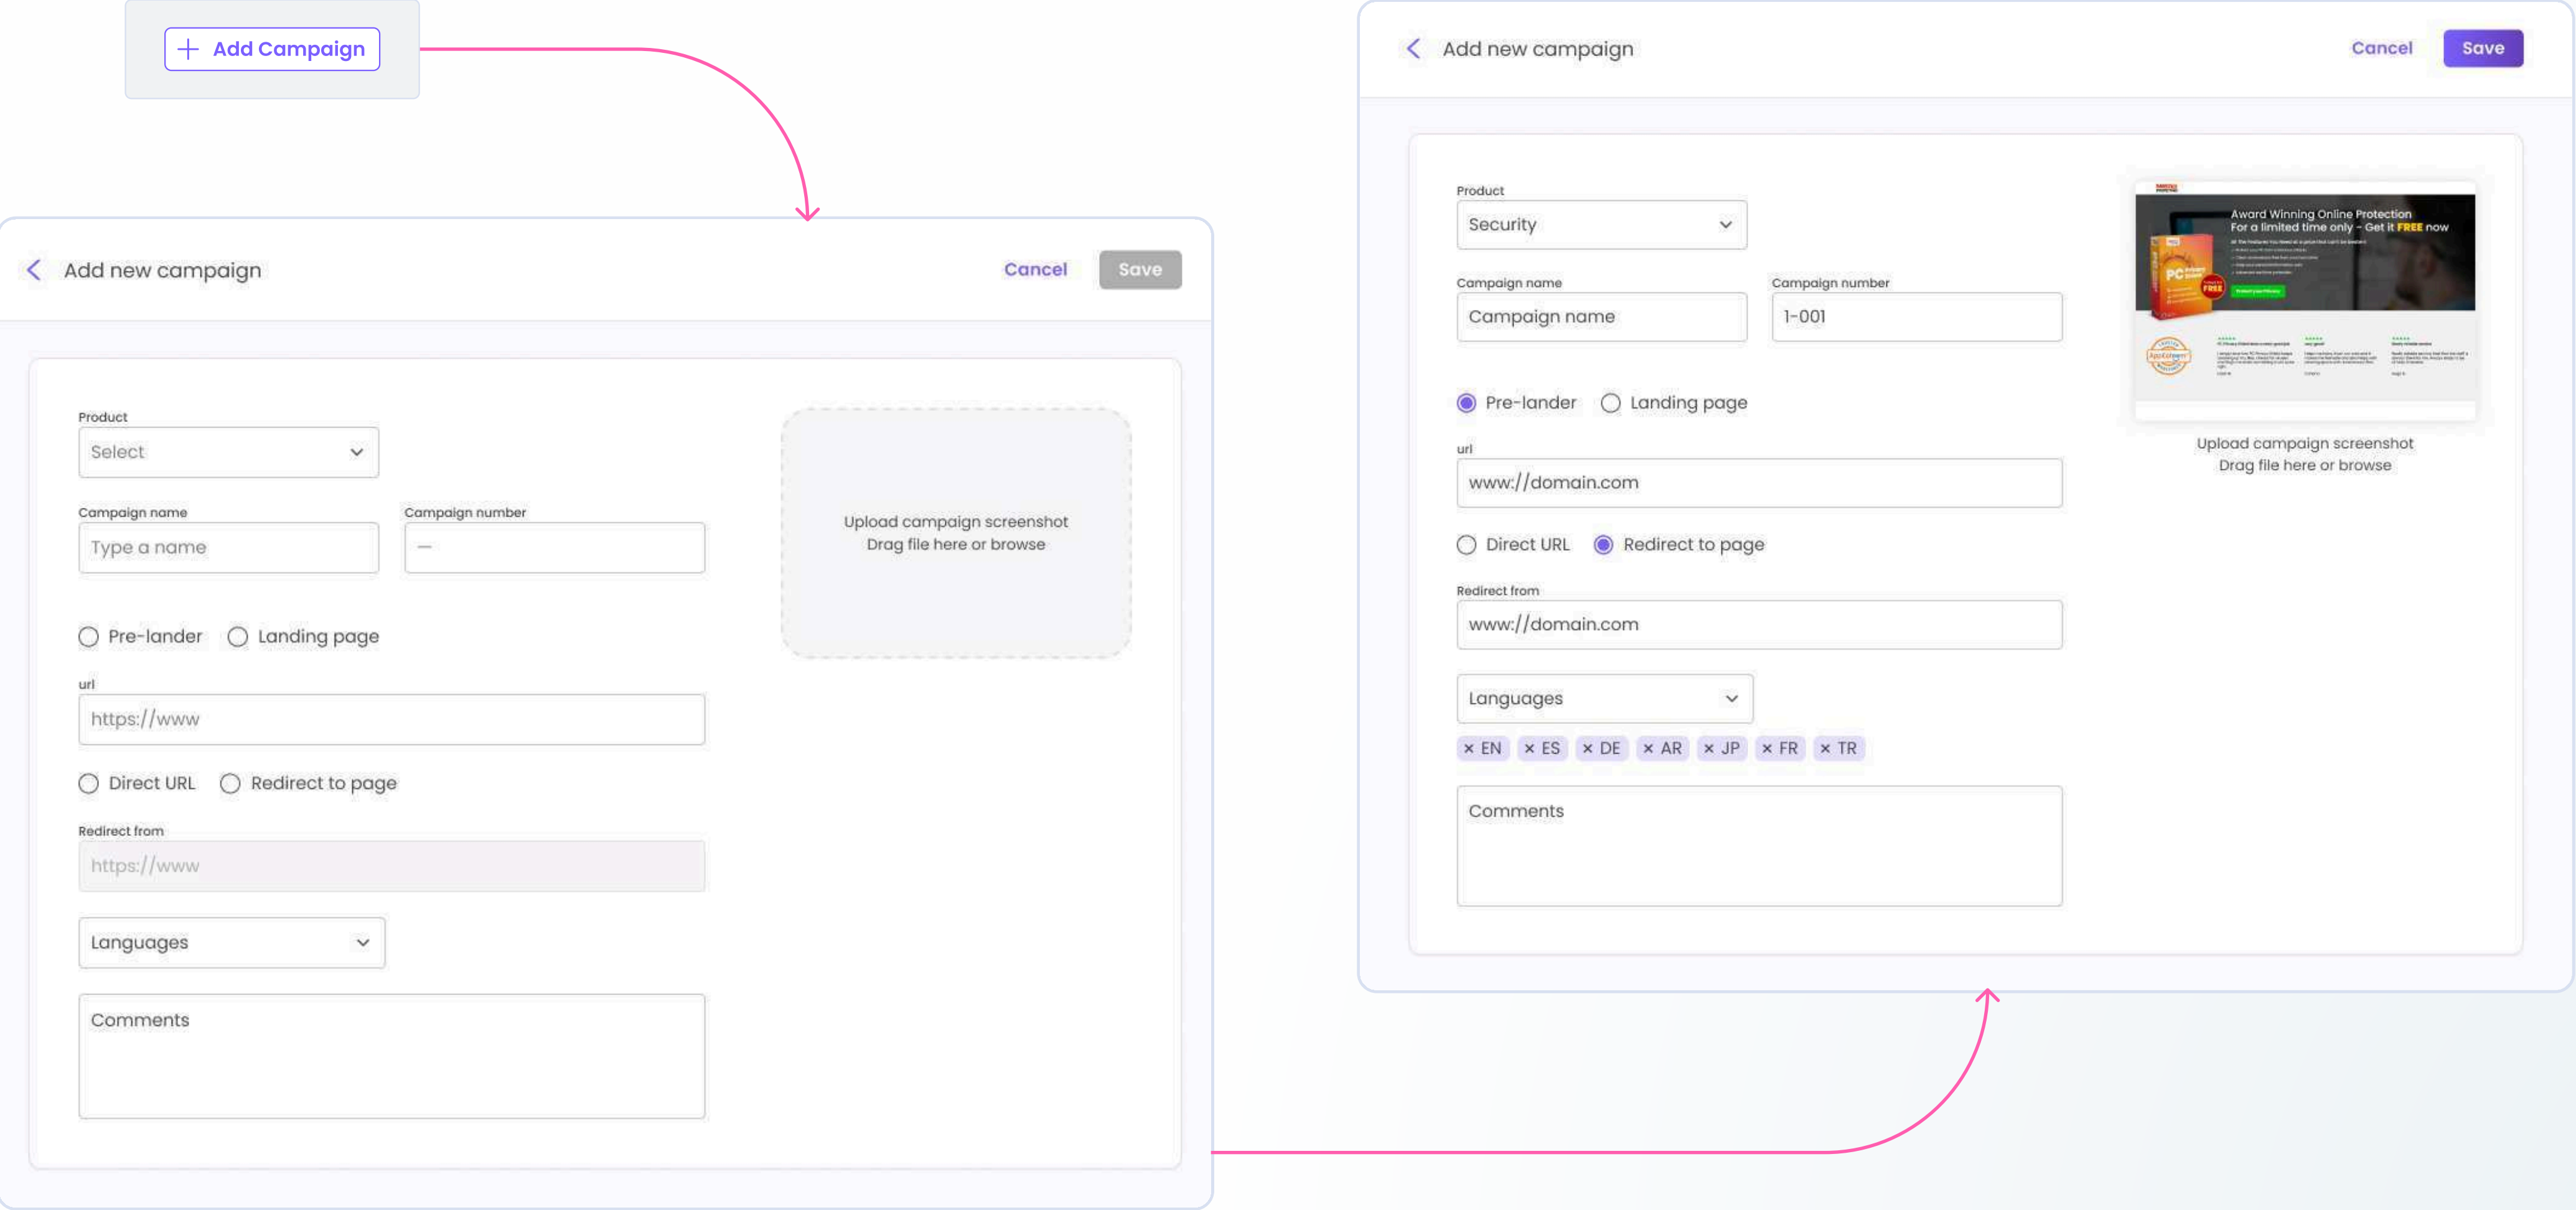 Add Campaign
Add new campaign
Cancel
Save
Product
Select
Campaign name
Campaign number
Type a name
—
Pre-lander
Landing page
url
https://www
Direct URL
Redirect to page
Redirect from
https://www
Languages
Comments
Upload campaign screenshot
Drag file here or browse
Add new campaign
Cancel
Save
Product
Security
Campaign name
Campaign number
Campaign name
1-001
Pre-lander
Landing page
url
www://domain.com
Direct URL
Redirect to page
Redirect from
www://domain.com
Languages
× EN × ES × DE × AR × JP × FR × TR
Comments
Award Winning Online Protection
For a limited time only - Get it FREE now
PC Privacy
FREE
Upload campaign screenshot
Drag file here or browse